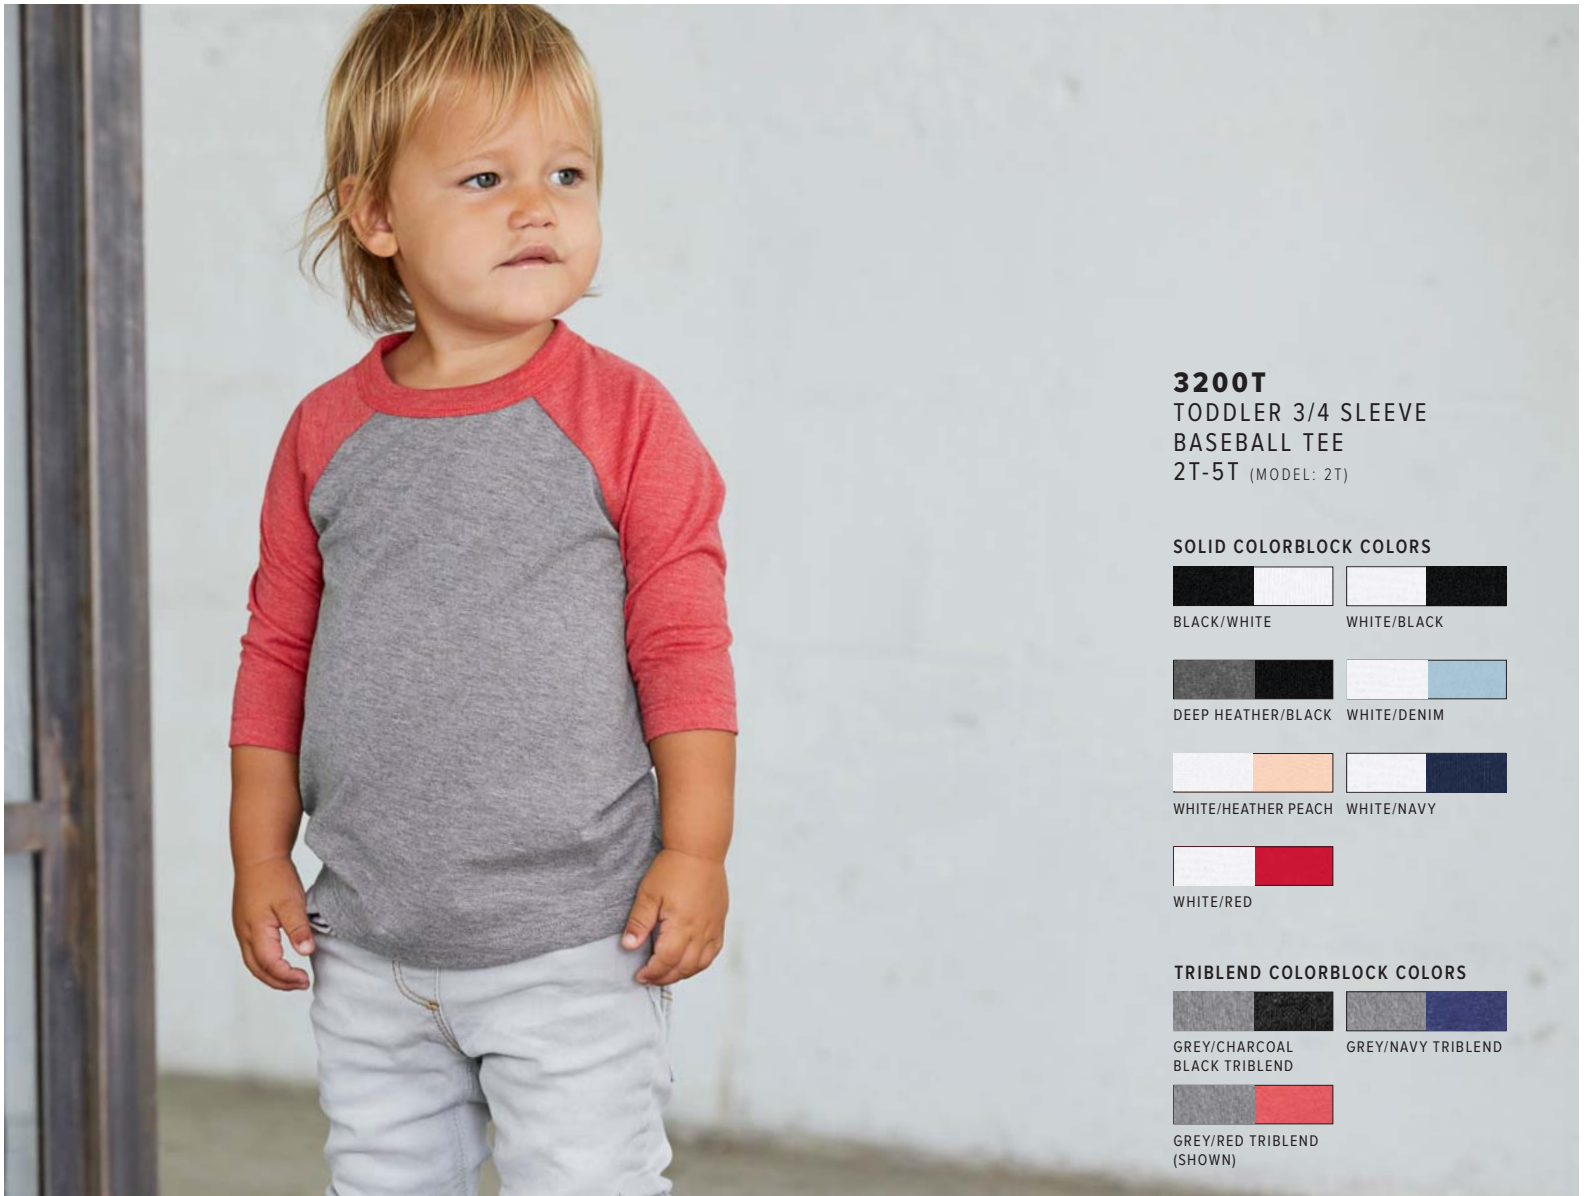 3200T
TODDLER 3/4 SLEEVE
BASEBALL TEE
2T-5T (MODEL: 2T)
SOLID COLORBLOCK COLORS
BLACK/WHITE
WHITE/BLACK
DEEP HEATHER/BLACK
WHITE/DENIM
WHITE/HEATHER PEACH
WHITE/NAVY
WHITE/RED
TRIBLEND COLORBLOCK COLORS
GREY/CHARCOAL
BLACK TRIBLEND
GREY/NAVY TRIBLEND
GREY/RED TRIBLEND
(SHOWN)